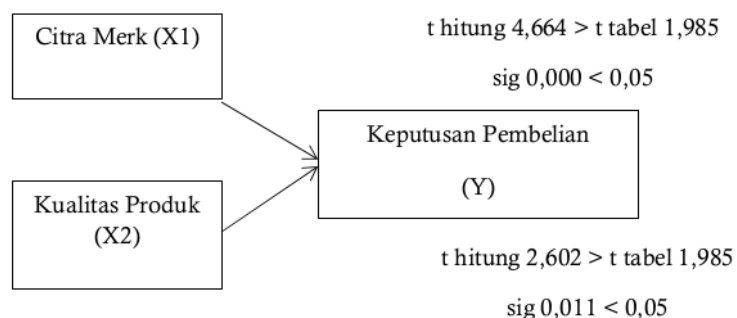 Citra Merk (X1)
t hitung 4,664 > t tabel 1,985
sig 0,000 < 0,05
Keputusan Pembelian
(Y)
Kualitas Produk
(X2)
t hitung 2,602 > t tabel 1,985
sig 0,011 < 0,05